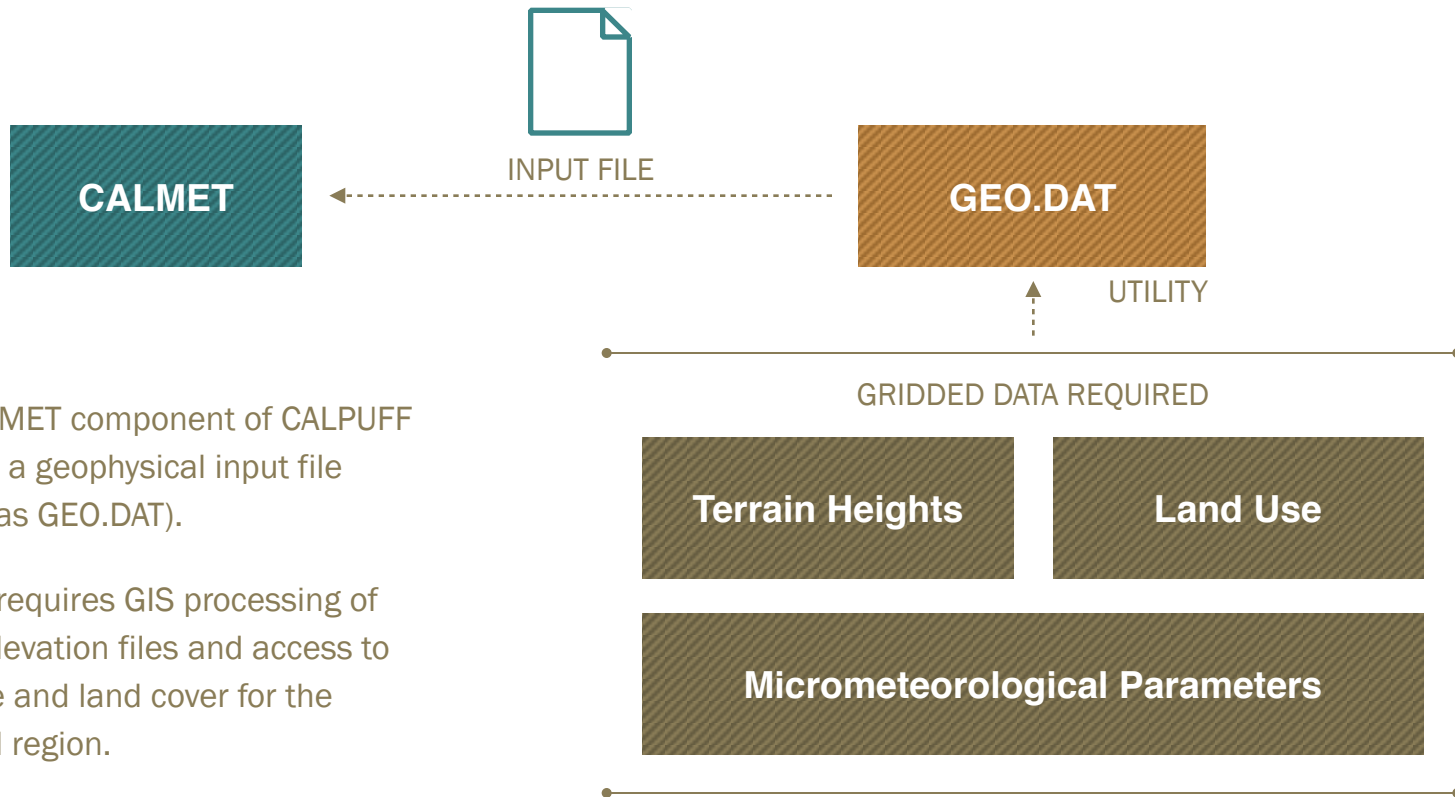 CALMET
INPUT FILE
GEO.DAT
UTILITY
GRIDDED DATA REQUIRED
Terrain Heights
Land Use
Micrometeorological Parameters
component of CALPUFF
a geophysical input file
as GEO.DAT).
requires GIS processing of
files and access to
and land cover for the
region.